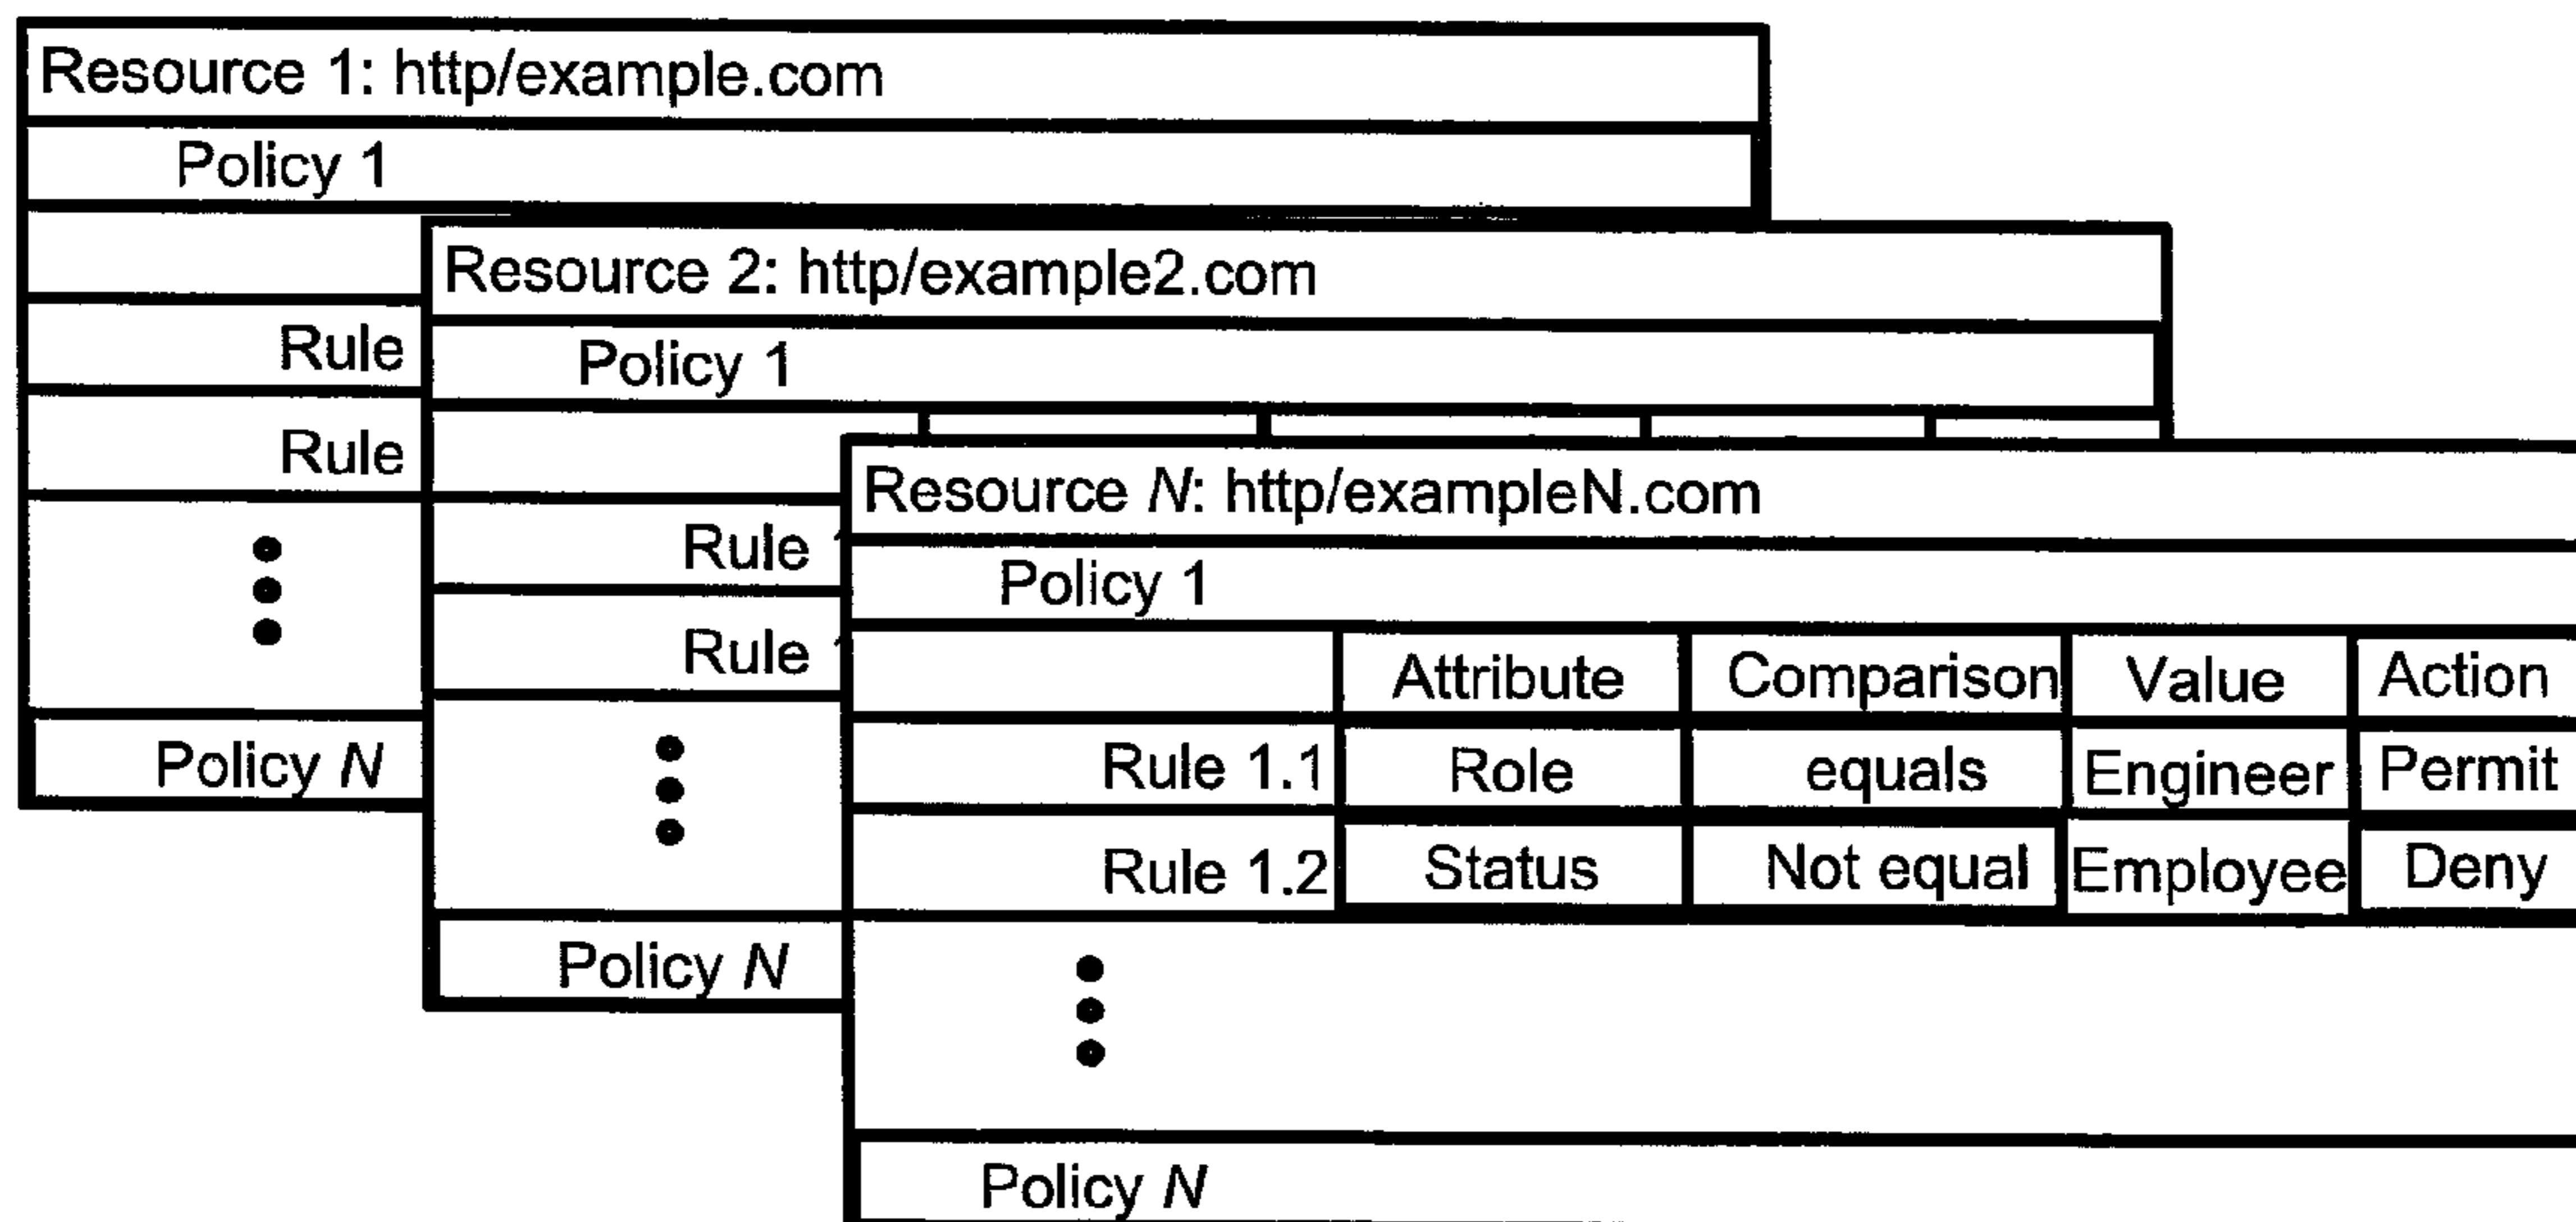 Resource 1: http/example.com
Policy 1
Rule
Rule
Policy N
Resource 2: http/example2.com
Policy 1
Rule
Rule
Policy N
Resource N: http/exampleN.com
Policy 1
Attribute Comparison Value Action
Rule 1.1 Role equals Engineer Permit
Rule 1.2 Status Not equal Employee Deny
Policy N